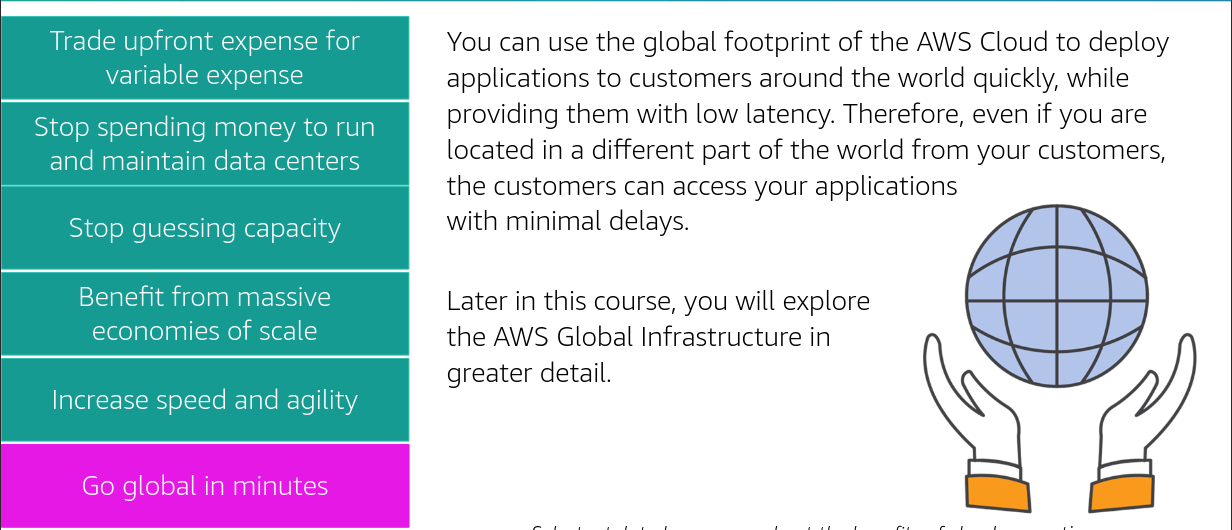 Trade upfront expense for
variable expense
Stop spending money to run
and maintain data centers
Stop guessing capacity
Benefit from massive
economies of scale
Increase speed and agility
Go global in minutes
You can use the global footprint of the AWS Cloud to deploy
applications to customers around the world quickly, while
providing them with low latency. Therefore, even if you are
located in a different part of the world from your customers,
the customers can access your applications
with minimal delays.
Later in this course, you will explore
the AWS Global Infrastructure in
greater detail.